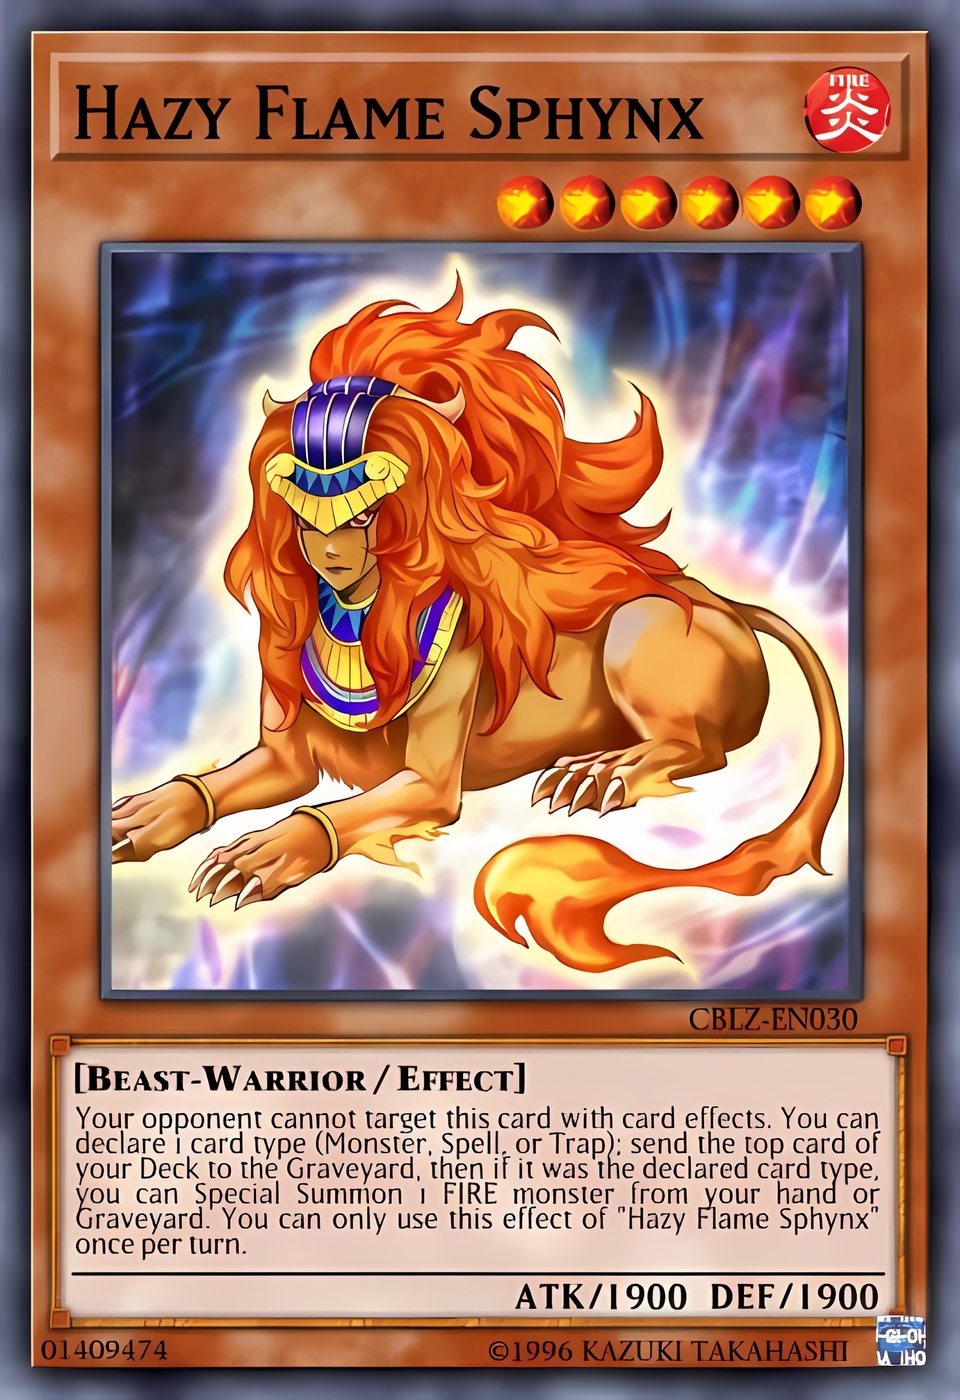 HAZY FLAME SPHYNX
炎
CBLZ-EN030
[BEAST-WARRIOR / EFFECT]
Your opponent cannot target this card with card effects. You can
declare 1 card type (Monster, Spell, or Trap); send the top card of
your Deck to the Graveyard, then if it was the declared card type,
you can Special Summon 1 FIRE monster from your hand or
Graveyard. You can only use this effect of "Hazy Flame Sphynx"
once per turn.
ATK/1900 DEF/1900
01409474
©1996 KAZUKI TAKAHASHI